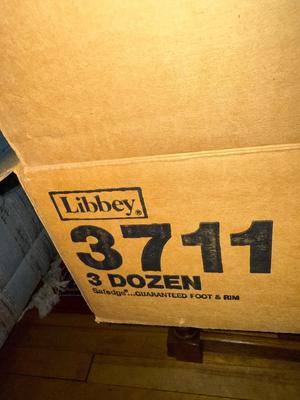 Libbey®
3711
3 DOZEN
Safedge®...GUARANTEED FOOT & RIM